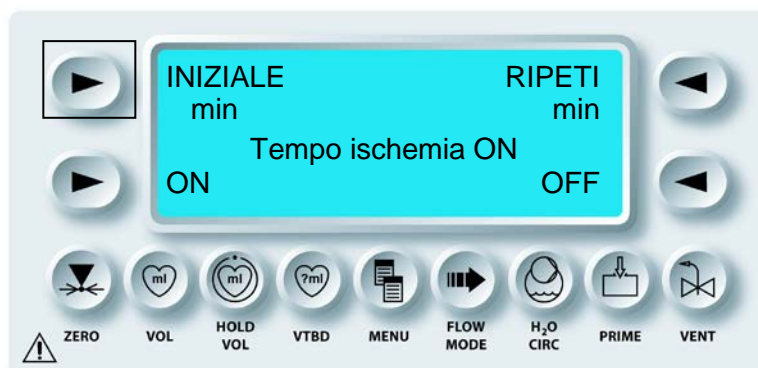 INIZIALE RIPETI
min min
Tempo ischemia ON
ON OFF
ml ml ?ml
ZERO VOL HOLD VOL VTBD MENU FLOW MODE H₂O CIRC PRIME VENT